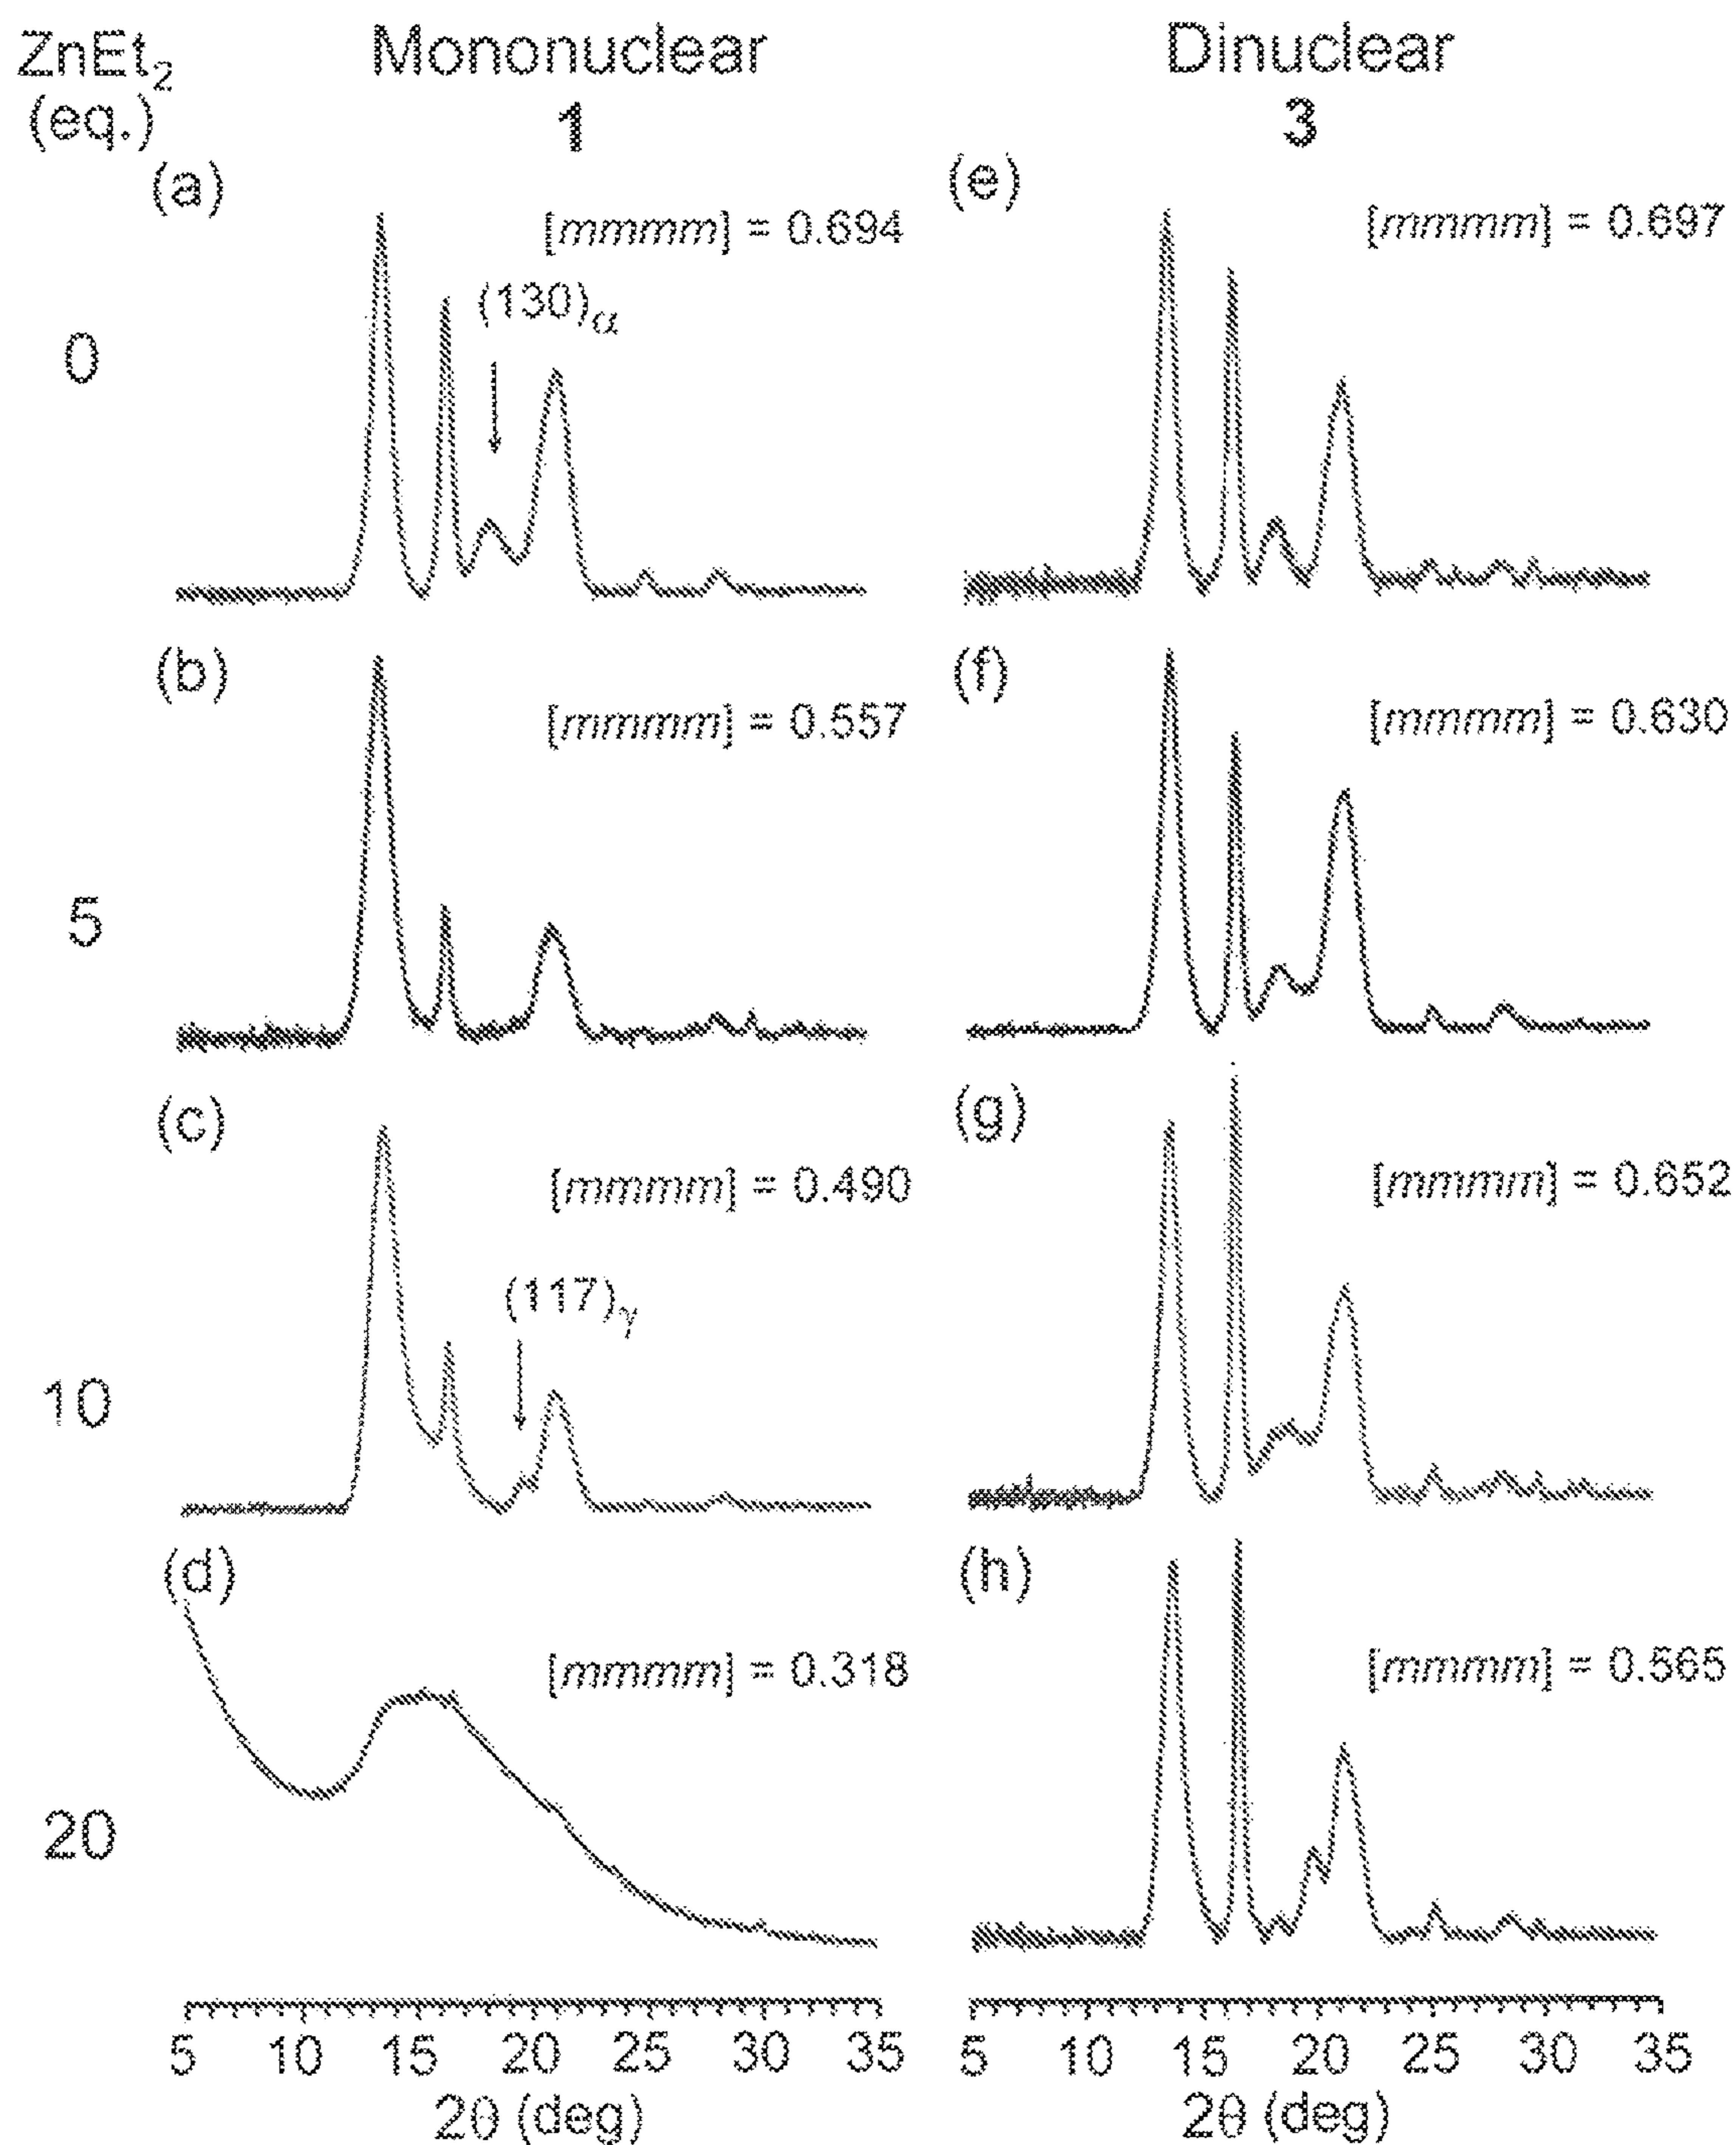 ZnEt₂ Mononuclear Dinuclear
(eq.) 1 3
(a) (e)
[mmmm] = 0.694 [mmmm] = 0.697
(130)α
0
(b) (f)
[mmmm] = 0.557 [mmmm] = 0.630
5
(c) (g)
[mmmm] = 0.490 [mmmm] = 0.652
(117)γ
10
(d) (h)
[mmmm] = 0.318 [mmmm] = 0.565
20
5 10 15 20 25 30 35 5 10 15 20 25 30 35
2θ (deg) 2θ (deg)